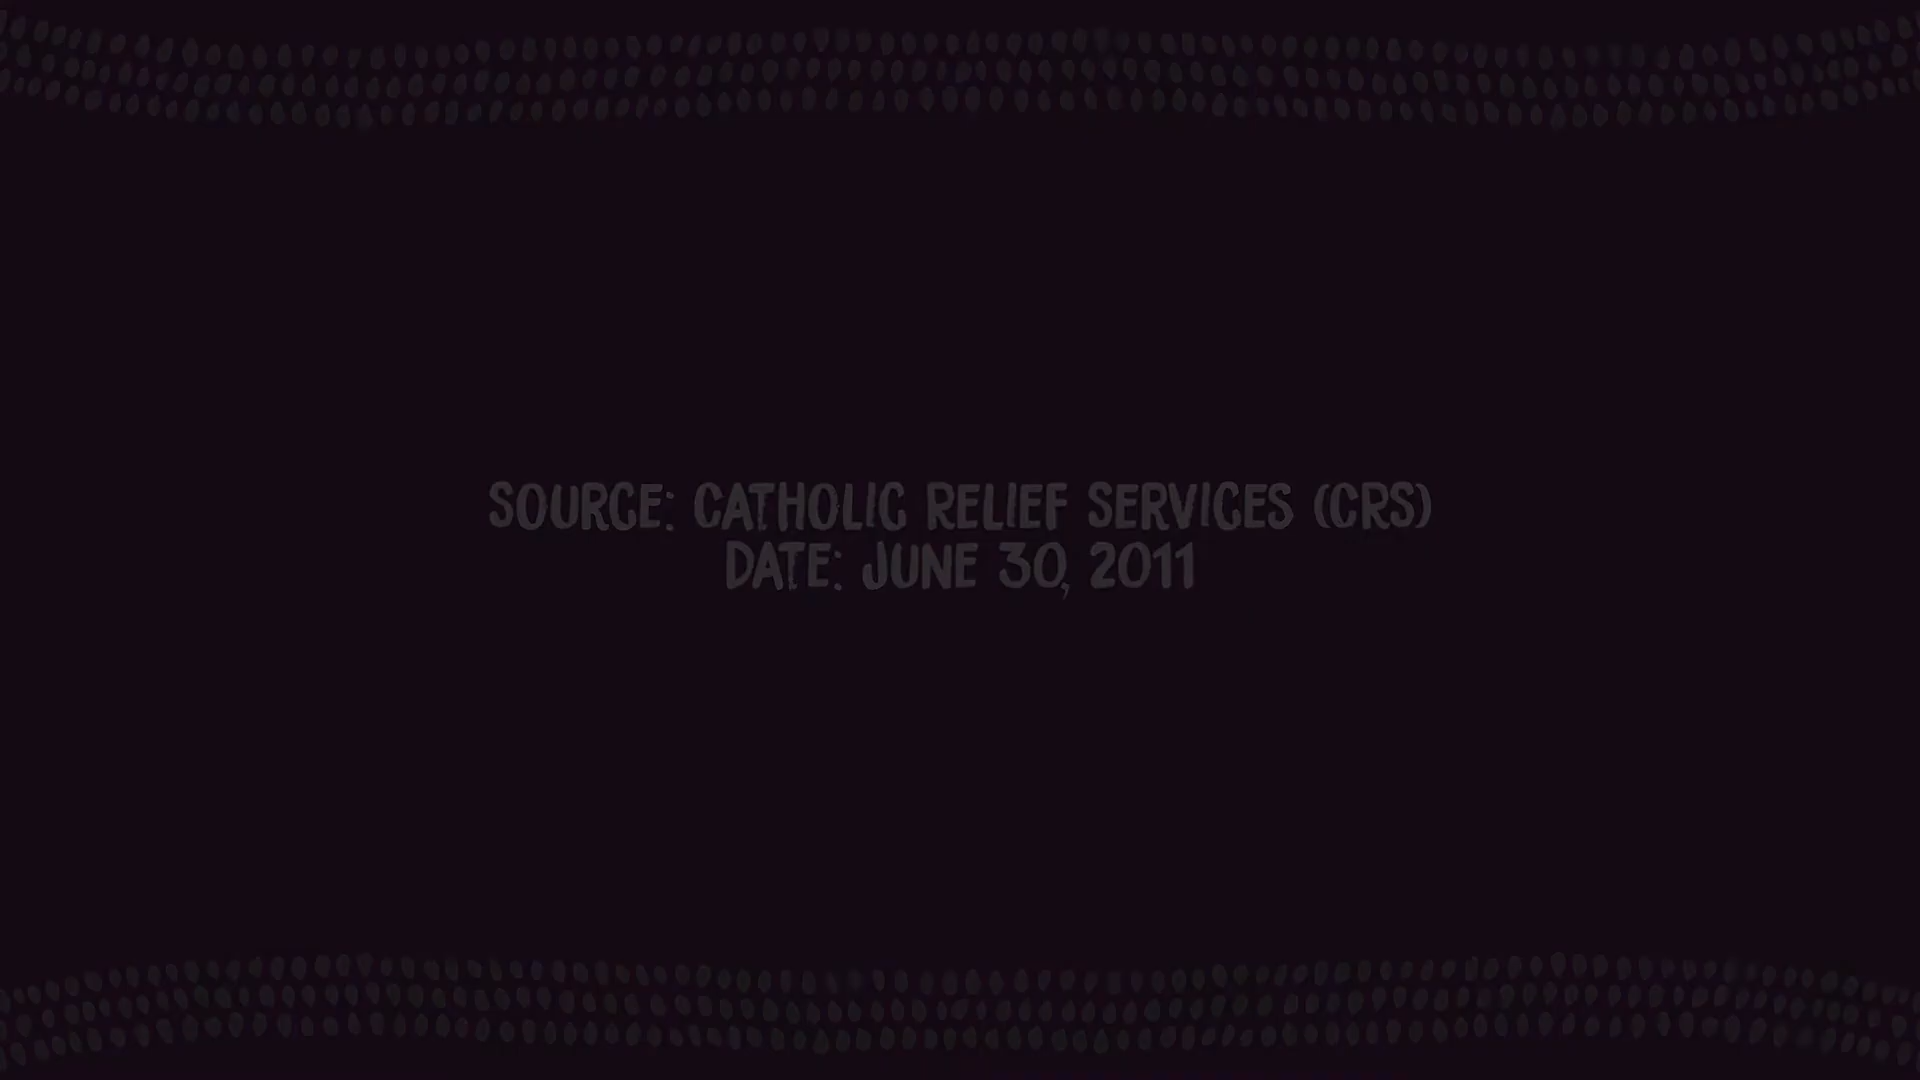 SOURCE: CATHOLIC RELIEF SERVICES (CRS)
DATE: JUNE 30, 2011